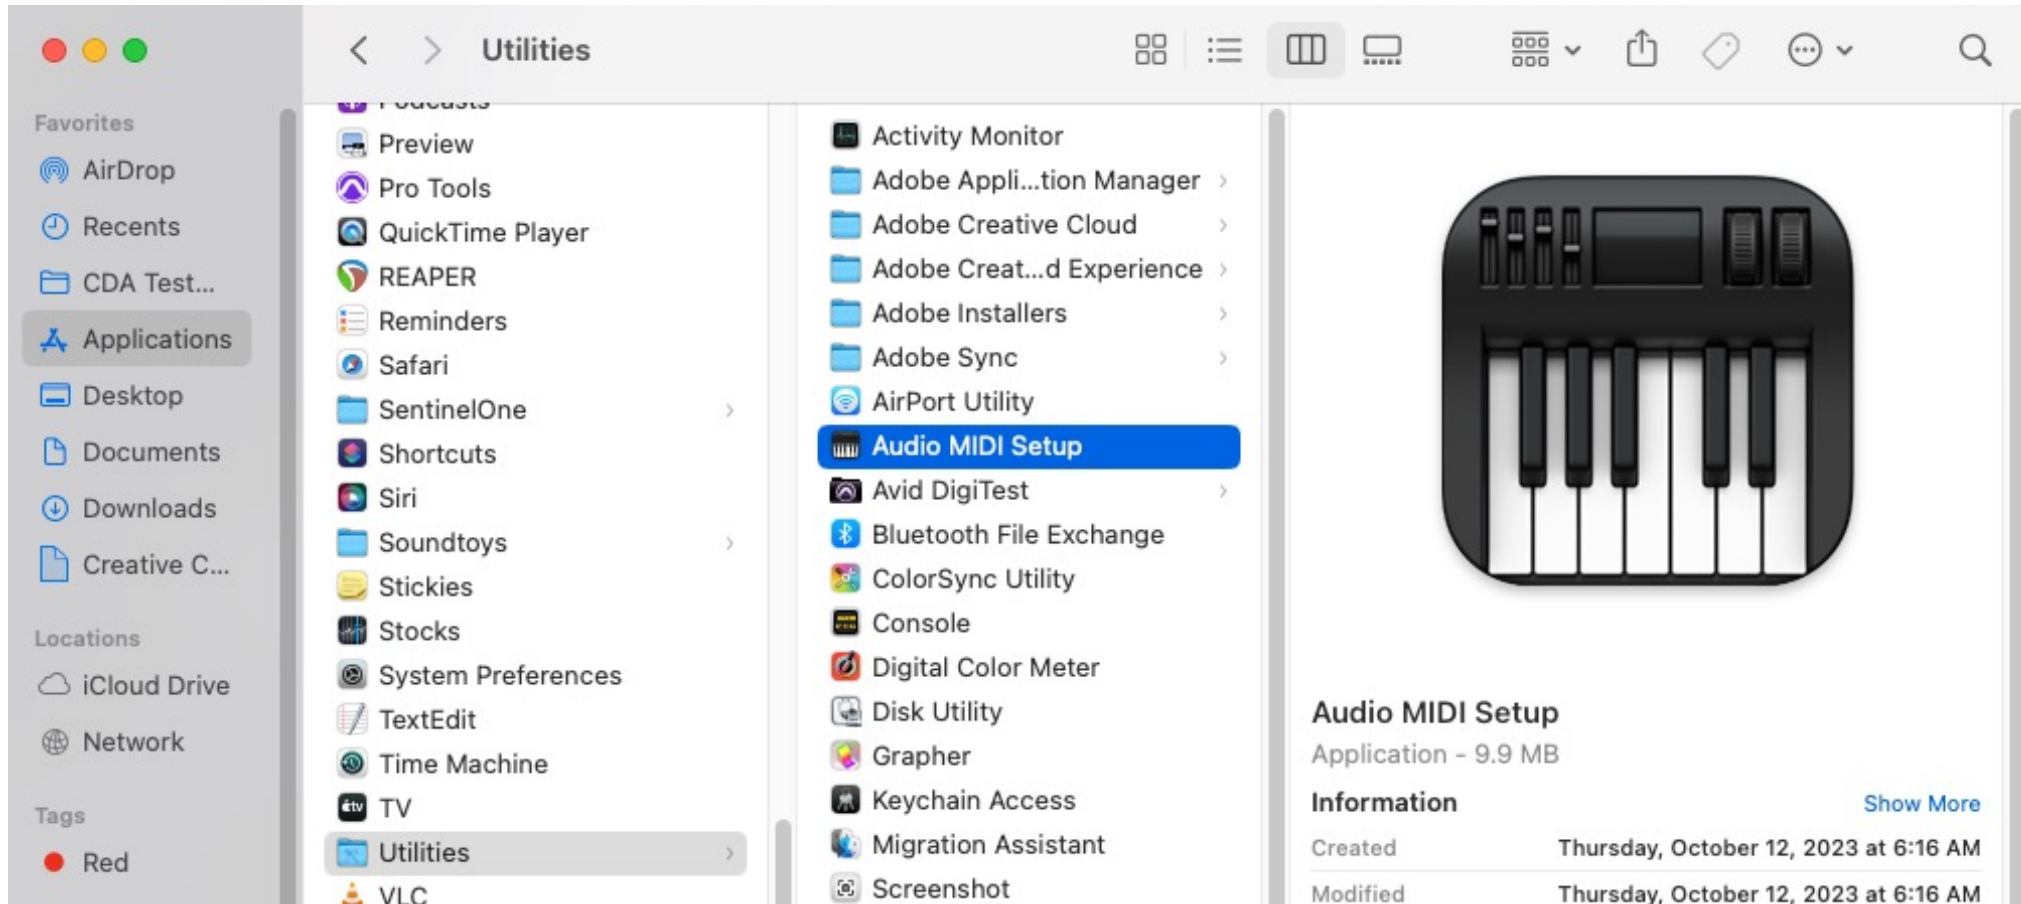 Utilities
Favorites
AirDrop
Recents
CDA Test...
Applications
Desktop
Documents
Downloads
Creative C...
Locations
iCloud Drive
Network
Tags
Red
Podcasts
Preview
Pro Tools
QuickTime Player
REAPER
Reminders
Safari
SentinelOne
Shortcuts
Siri
Soundtoys
Stickies
Stocks
System Preferences
TextEdit
Time Machine
TV
Utilities
VLC
Activity Monitor
Adobe Appli...tion Manager
Adobe Creative Cloud
Adobe Creat...d Experience
Adobe Installers
Adobe Sync
AirPort Utility
Audio MIDI Setup
Avid DigiTest
Bluetooth File Exchange
ColorSync Utility
Console
Digital Color Meter
Disk Utility
Grapher
Keychain Access
Migration Assistant
Screenshot
Audio MIDI Setup
Application - 9.9 MB
Information Show More
Created Thursday, October 12, 2023 at 6:16 AM
Modified Thursday, October 12, 2023 at 6:16 AM